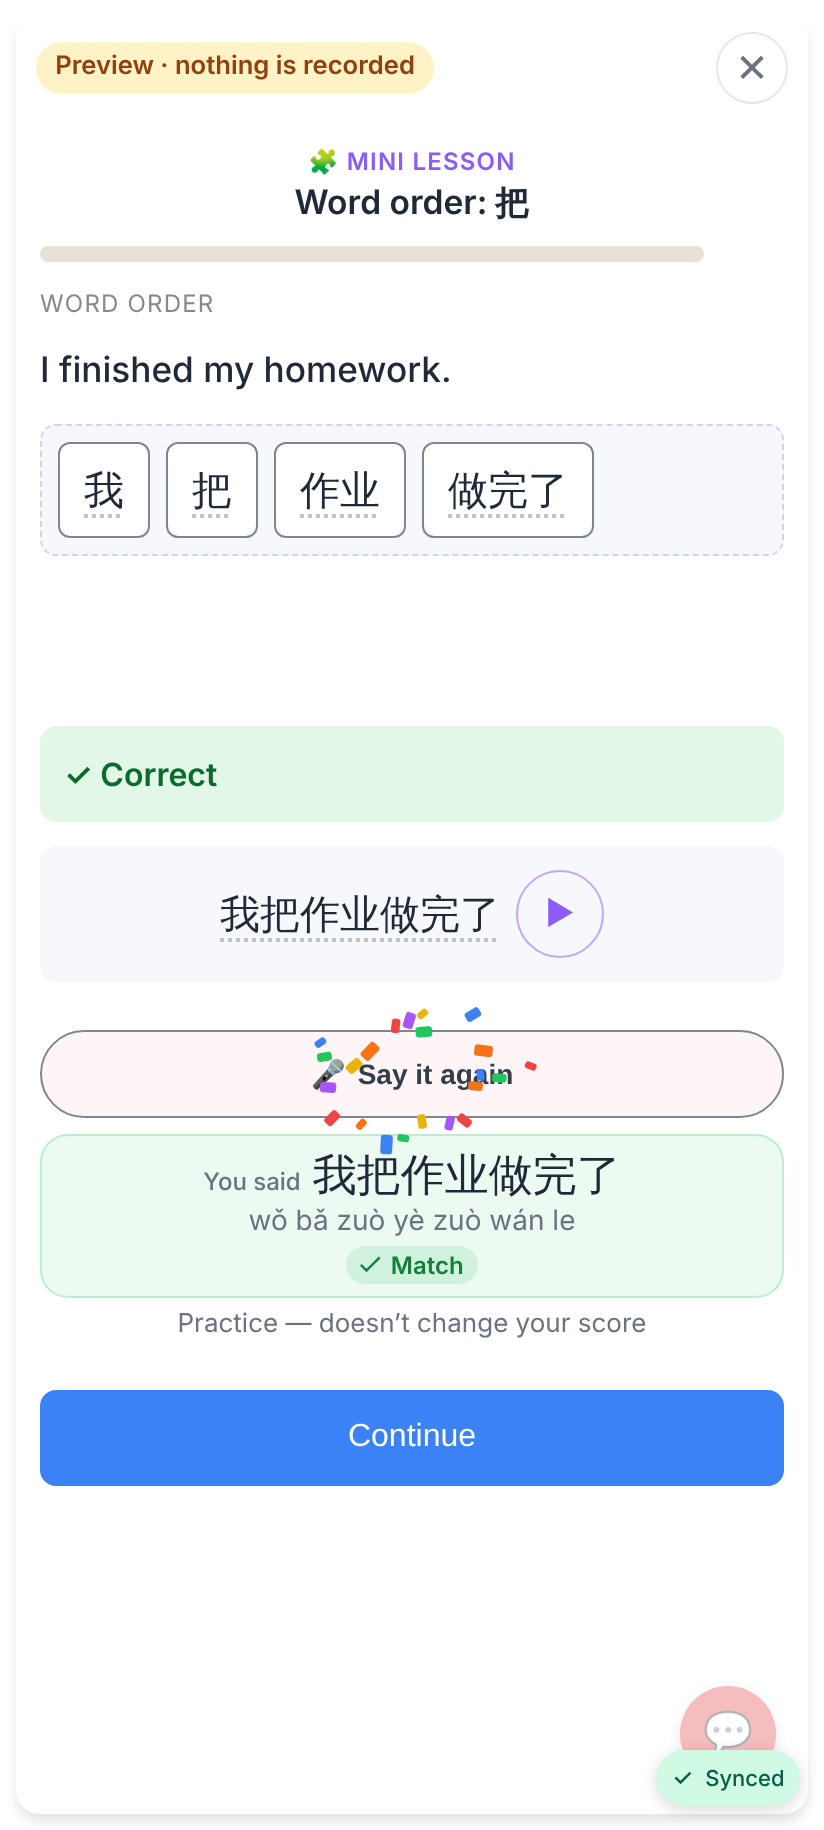 Preview · nothing is recorded
MINI LESSON
Word order: 把
WORD ORDER
I finished my homework.
我 把 作业 做完了
Correct
我把作业做完了
Say it again
You said 我把作业做完了
wǒ bǎ zuò yè zuò wán le
Match
Practice — doesn’t change your score
Continue
Synced